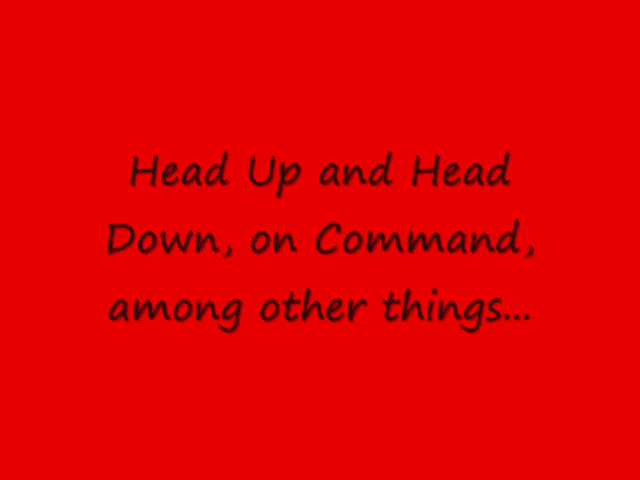 Head Up and Head
Down, on Command,
among other things...